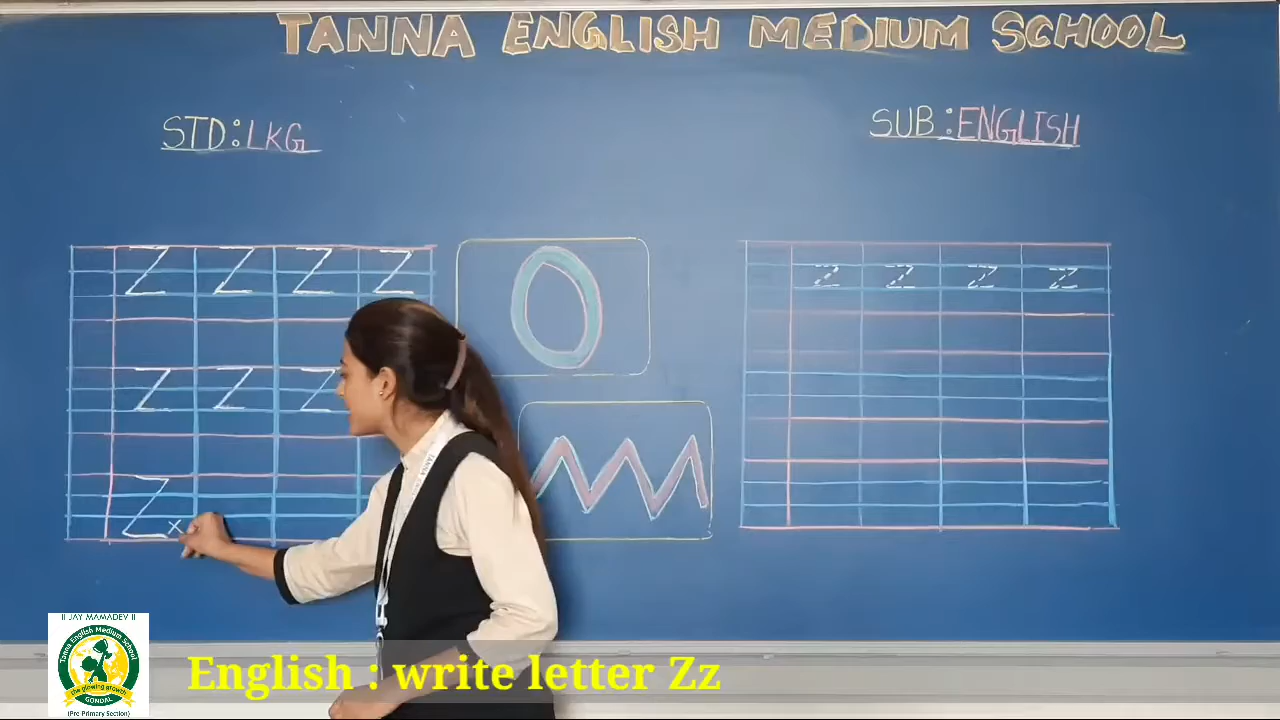 TANNA ENGLISH MEDIUM SCHOOL
STD:LKG
SUB:ENGLISH
Z Z Z Z
z z z z
Z Z Z
Z x
II JAY MAMADEV II
Tanna English Medium School
the glowing growth
GONDAL
(Pre Primary Section)
English : write letter Zz